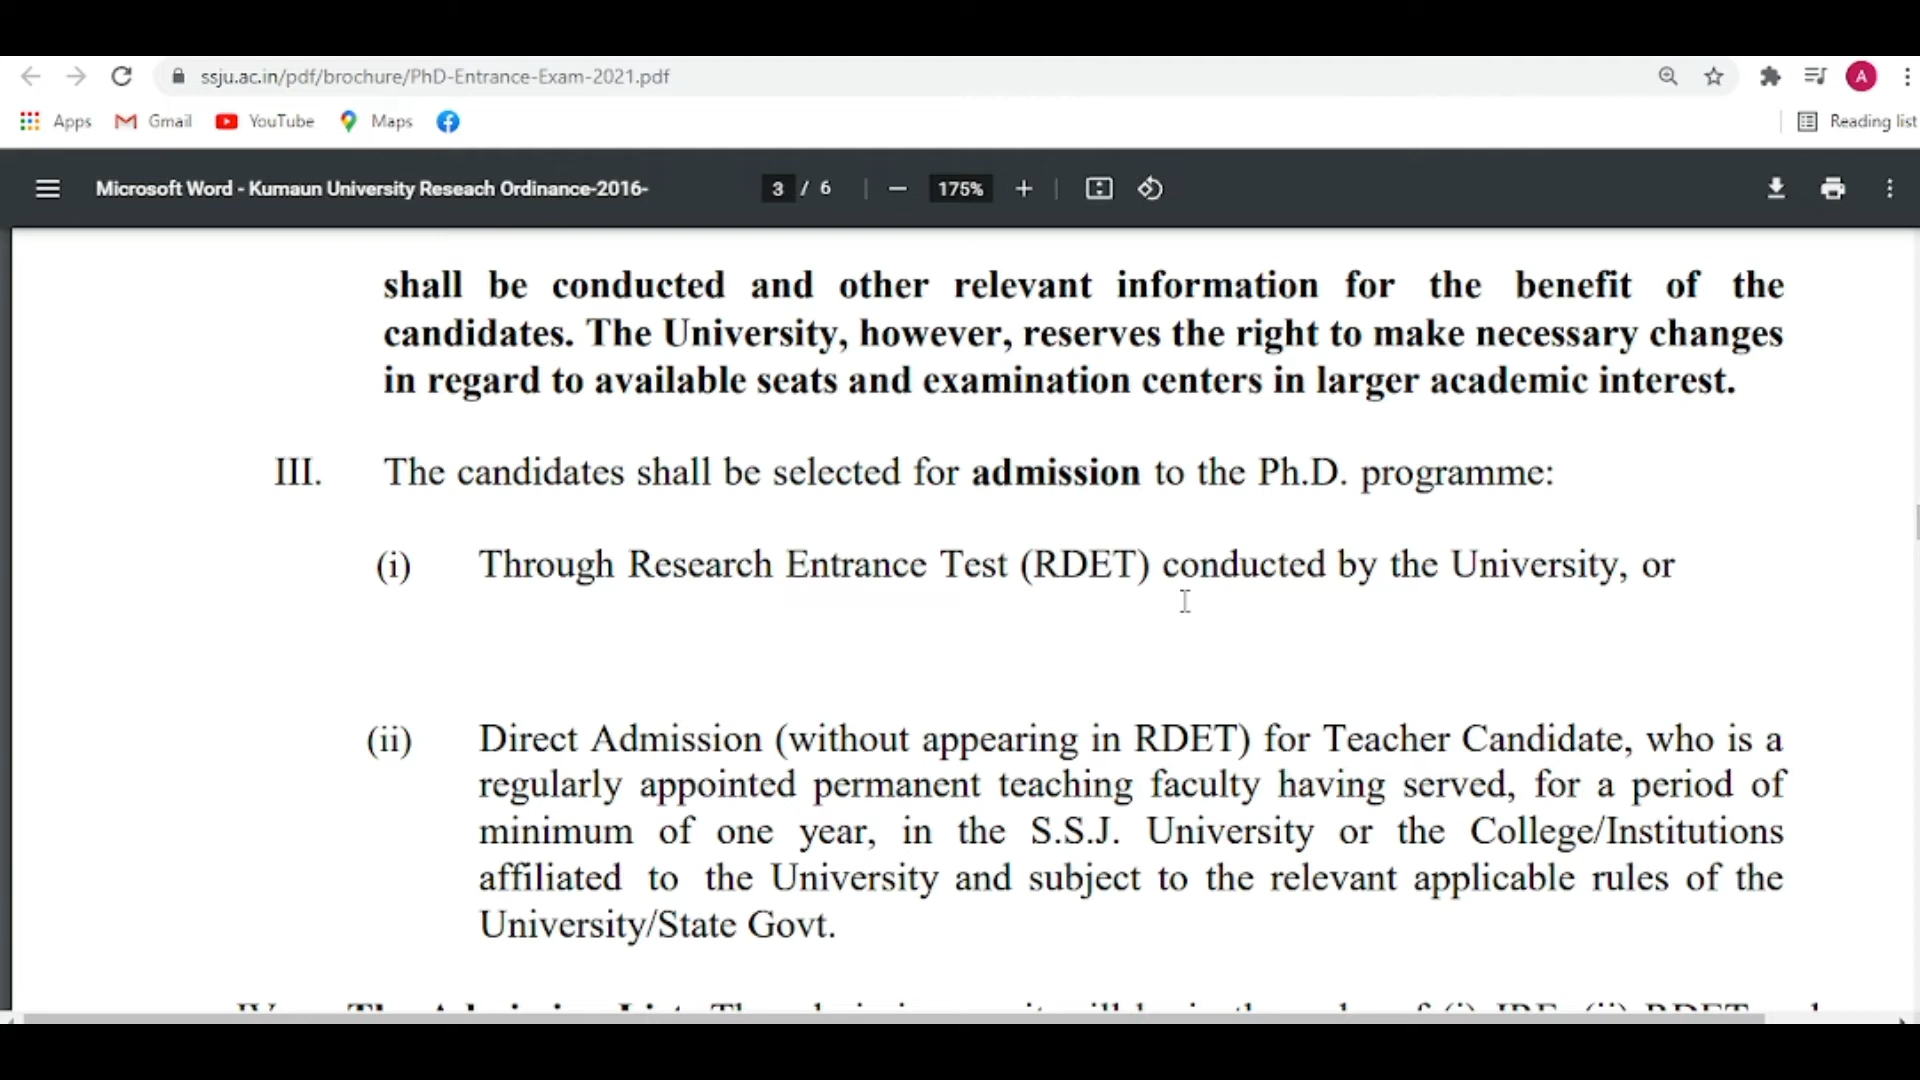 ssju.ac.in/pdf/brochure/PhD-Entrance-Exam-2021.pdf
A
Apps Gmail YouTube Maps Reading list
Microsoft Word - Kumaun University Reseach Ordinance-2016- 3 / 6 175%
shall be conducted and other relevant information for the benefit of the
candidates. The University, however, reserves the right to make necessary changes
in regard to available seats and examination centers in larger academic interest.
III. The candidates shall be selected for admission to the Ph.D. programme:
(i) Through Research Entrance Test (RDET) conducted by the University, or
(ii) Direct Admission (without appearing in RDET) for Teacher Candidate, who is a
regularly appointed permanent teaching faculty having served, for a period of
minimum of one year, in the S.S.J. University or the College/Institutions
affiliated to the University and subject to the relevant applicable rules of the
University/State Govt.